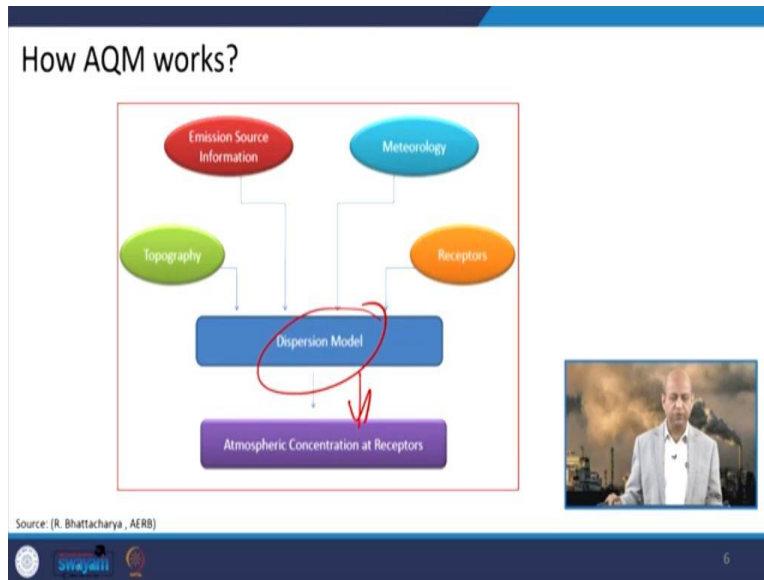 How AQM works?
Emission Source
Information
Meteorology
Topography
Receptors
Dispersion Model
Atmospheric Concentration at Receptors
Source: (R. Bhattacharya , AERB)
swayam
6